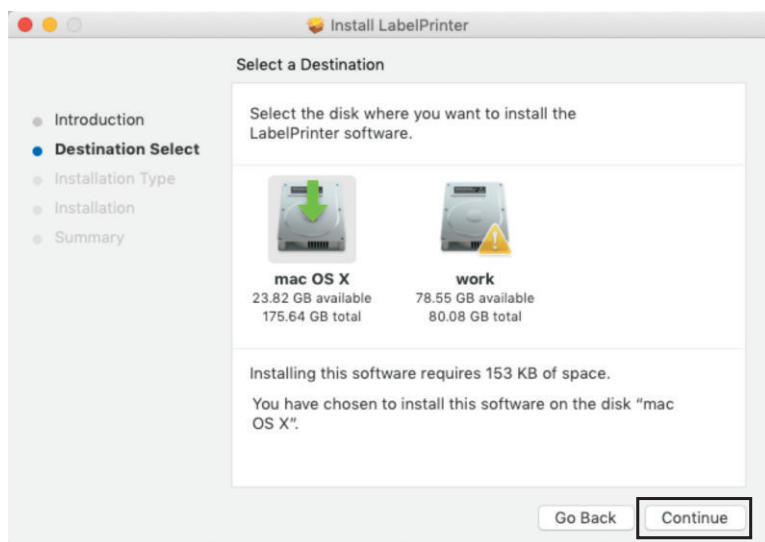 Install LabelPrinter
Select a Destination
Introduction
Destination Select
Installation Type
Installation
Summary
Select the disk where you want to install the
LabelPrinter software.
mac OS X
23.82 GB available
175.64 GB total
work
78.55 GB available
80.08 GB total
Installing this software requires 153 KB of space.
You have chosen to install this software on the disk “mac
OS X”.
Go Back
Continue